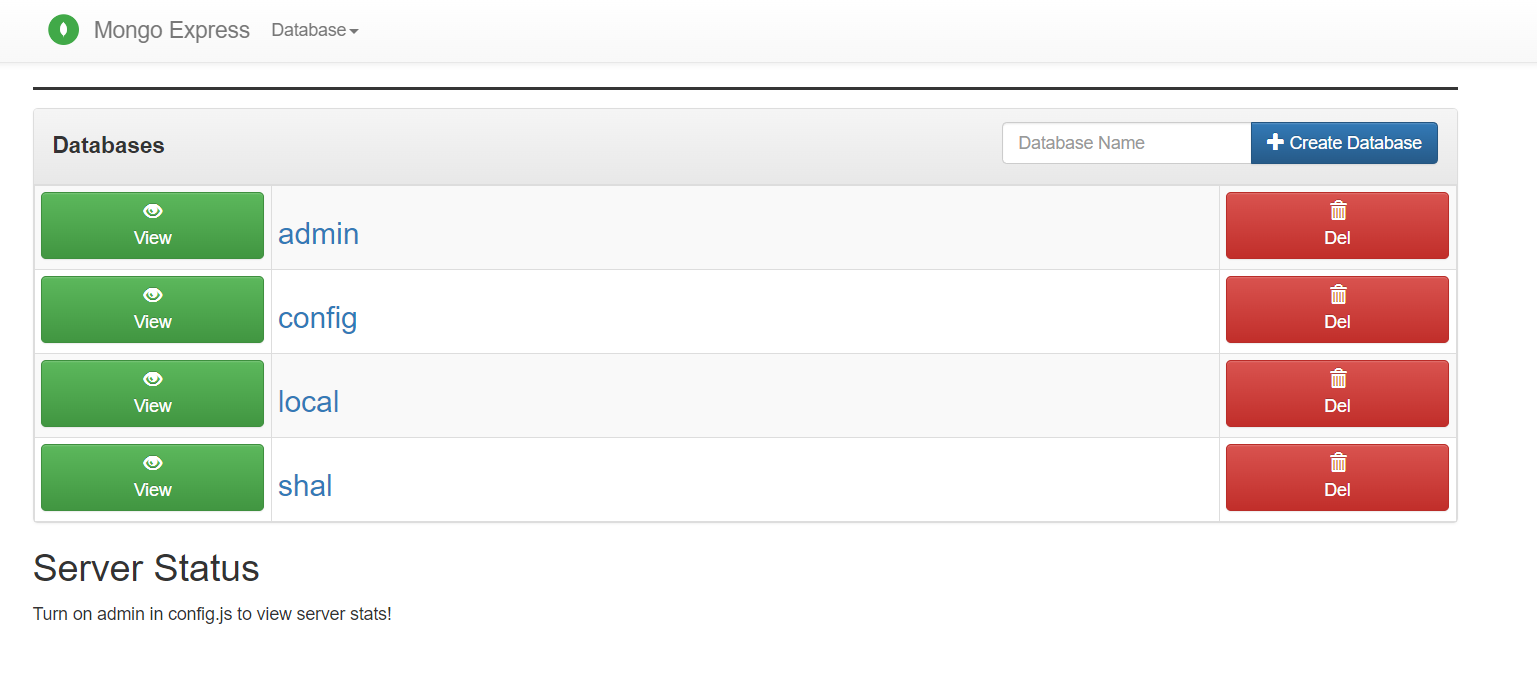 Mongo Express Database
Databases
Database Name Create Database
View
admin
Del
View
config
Del
View
local
Del
View
shal
Del
Server Status
Turn on admin in config.js to view server stats!